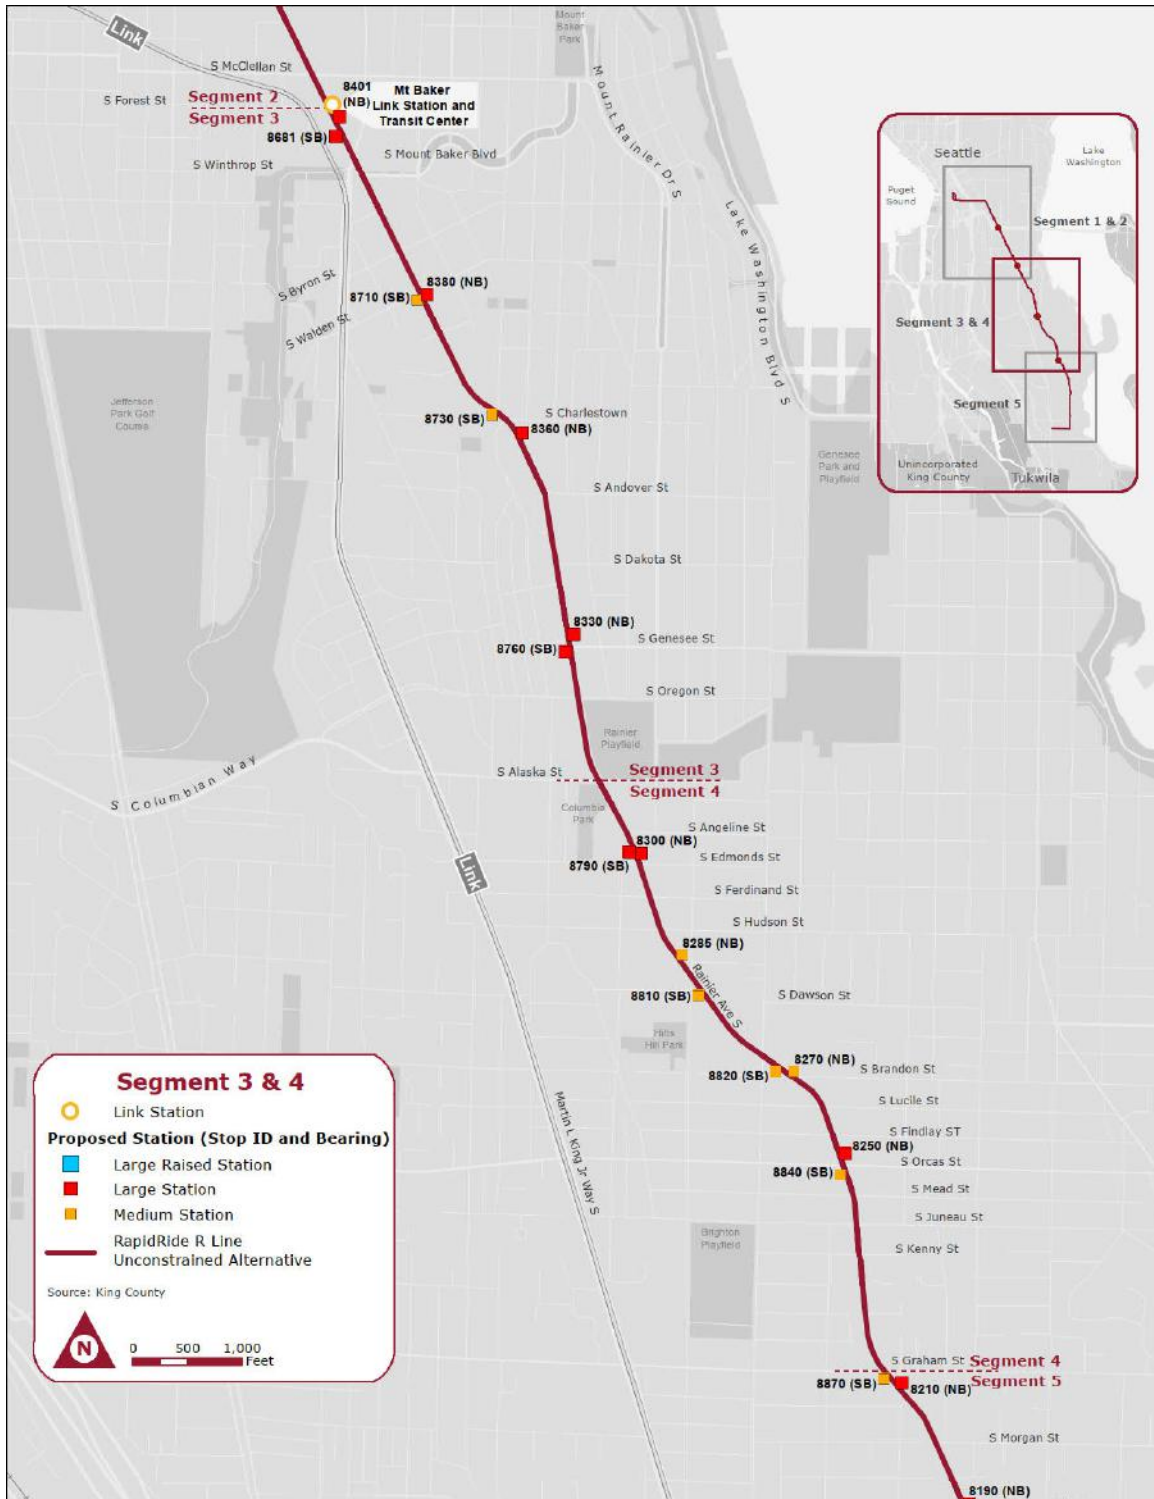 Mount
Baker
Park
Link
S McClellan St
S Forest St
Segment 2
Segment 3
8401
(NB)
Mt Baker
Link Station and
Transit Center
8681 (SB)
S Winthrop St
S Mount Baker Blvd
Mount Rainier Dr S
Lake Washington Blvd S
Seattle
Lake
Washington
Puget
Sound
Segment 1 & 2
Segment 3 & 4
Segment 5
Unincorporated
King County
Tukwila
S Byron St
S Walden St
8710 (SB)
8380 (NB)
Jefferson
Park Golf
8730 (SB)
S Charlestown
8360 (NB)
Genesee
Park and
Playfield
S Andover St
S Dakota St
8330 (NB)
8760 (SB)
S Genesee St
S Oregon St
Rainier
Playfield
S Columbian Way
S Alaska St
Segment 3
Segment 4
Columbia
Park
S Angeline St
8300 (NB)
8790 (SB)
S Edmonds St
Link
S Ferdinand St
S Hudson St
8285 (NB)
Rainier Ave S
8810 (SB)
S Dawson St
Hitts
Hill Park
8270 (NB)
8820 (SB)
S Brandon St
S Lucile St
S Findlay ST
8250 (NB)
S Orcas St
8840 (SB)
S Mead St
S Juneau St
Martin L King Jr Way S
Brighton
Playfield
S Kenny St
S Graham St
Segment 4
Segment 5
8870 (SB)
8210 (NB)
S Morgan St
8190 (NB)
Segment 3 & 4
Link Station
Proposed Station (Stop ID and Bearing)
Large Raised Station
Large Station
Medium Station
RapidRide R Line
Unconstrained Alternative
Source: King County
N
0 500 1,000
Feet